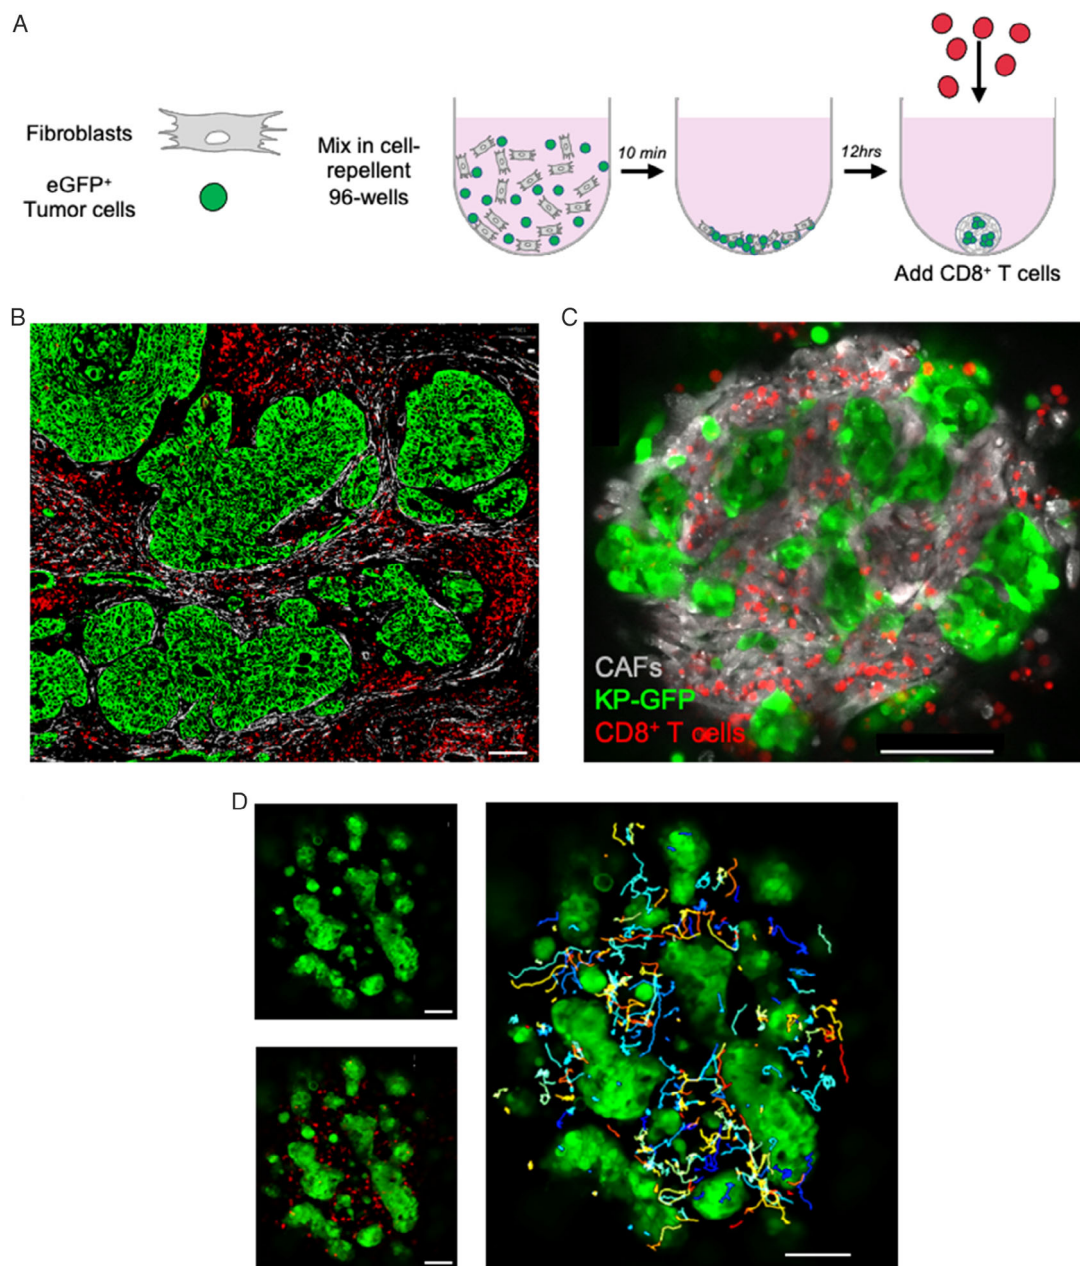 A
Fibroblasts
eGFP⁺
Tumor cells
Mix in cell-
repellent
96-wells
10 min
12hrs
Add CD8⁺ T cells
B
C
CAFs
KP-GFP
CD8⁺ T cells
D